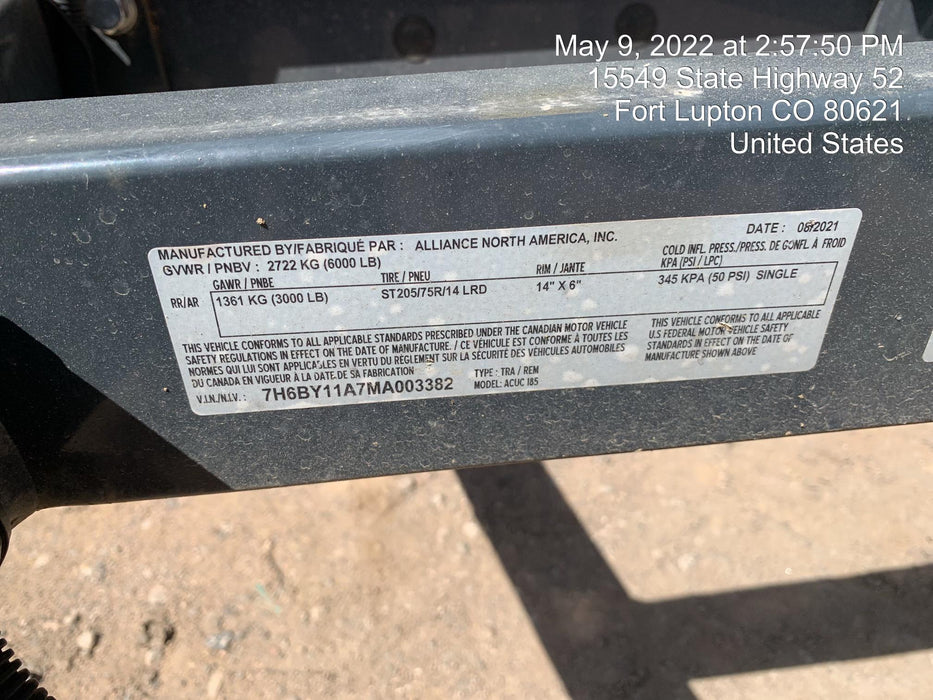 May 9, 2022 at 2:57:50 PM
15549 State Highway 52
Fort Lupton CO 80621
United States
MANUFACTURED BY/FABRIQUÉ PAR : ALLIANCE NORTH AMERICA, INC. DATE : 05/2021
GVWR / PNBV : 2722 KG (6000 LB)
GAWR / PNBE TIRE / PNEU RIM / JANTE COLD INFL. PRESS./PRESS. DE GONFL. À FROID
KPA (PSI / LPC)
RR/AR 1361 KG (3000 LB) ST205/75R/14 LRD 14" X 6" 345 KPA (50 PSI) SINGLE
THIS VEHICLE CONFORMS TO ALL APPLICABLE STANDARDS PRESCRIBED UNDER THE CANADIAN MOTOR VEHICLE
SAFETY REGULATIONS IN EFFECT ON THE DATE OF MANUFACTURE. / CE VÉHICULE EST CONFORME À TOUTES LES
NORMES QUI LUI SONT APPLICABLES EN VERTU DU RÈGLEMENT SUR LA SÉCURITÉ DES VÉHICULES AUTOMOBILES
DU CANADA EN VIGUEUR À LA DATE DE SA FABRICATION
THIS VEHICLE CONFORMS TO ALL APPLICABLE
U.S FEDERAL MOTOR VEHICLE SAFETY
STANDARDS IN EFFECT ON THE DATE OF
MANUFACTURE SHOWN ABOVE
V.I.N./N.I.V. : 7H6BY11A7MA003382
TYPE : TRA / REM
MODEL: ACUC 185